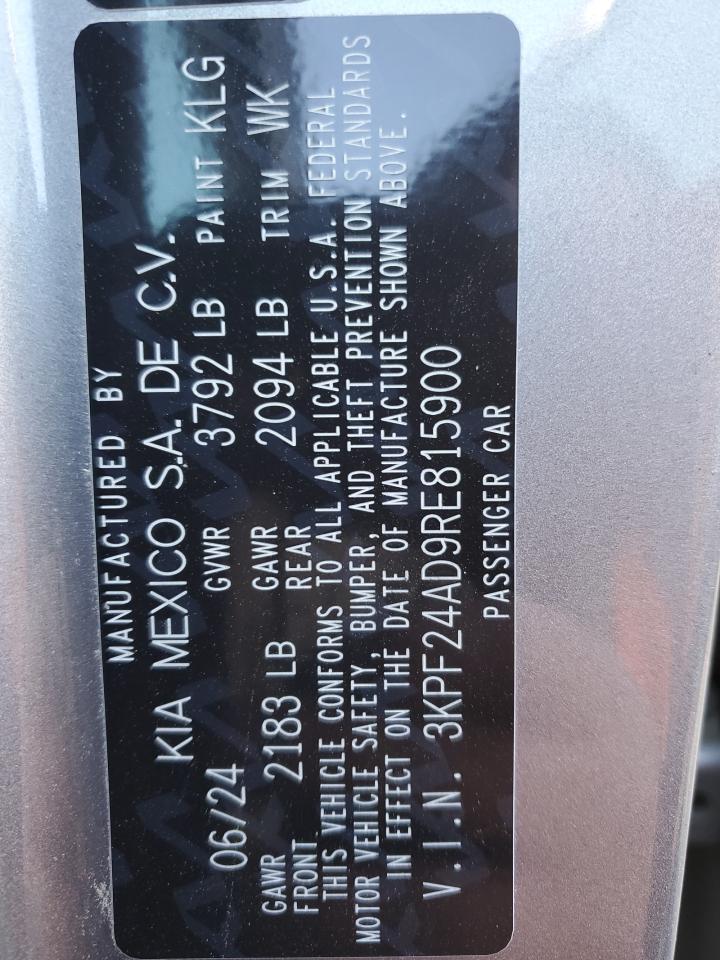 MANUFACTURED BY
KIA MEXICO S.A. DE C.V.
06/24 GVWR 3792 LB PAINT KLG
GAWR FRONT 2183 LB GAWR REAR 2094 LB TRIM WK
THIS VEHICLE CONFORMS TO ALL APPLICABLE U.S.A. FEDERAL
MOTOR VEHICLE SAFETY, BUMPER, AND THEFT PREVENTION STANDARDS
IN EFFECT ON THE DATE OF MANUFACTURE SHOWN ABOVE.
V.I.N. 3KPF24AD9RE815900
PASSENGER CAR